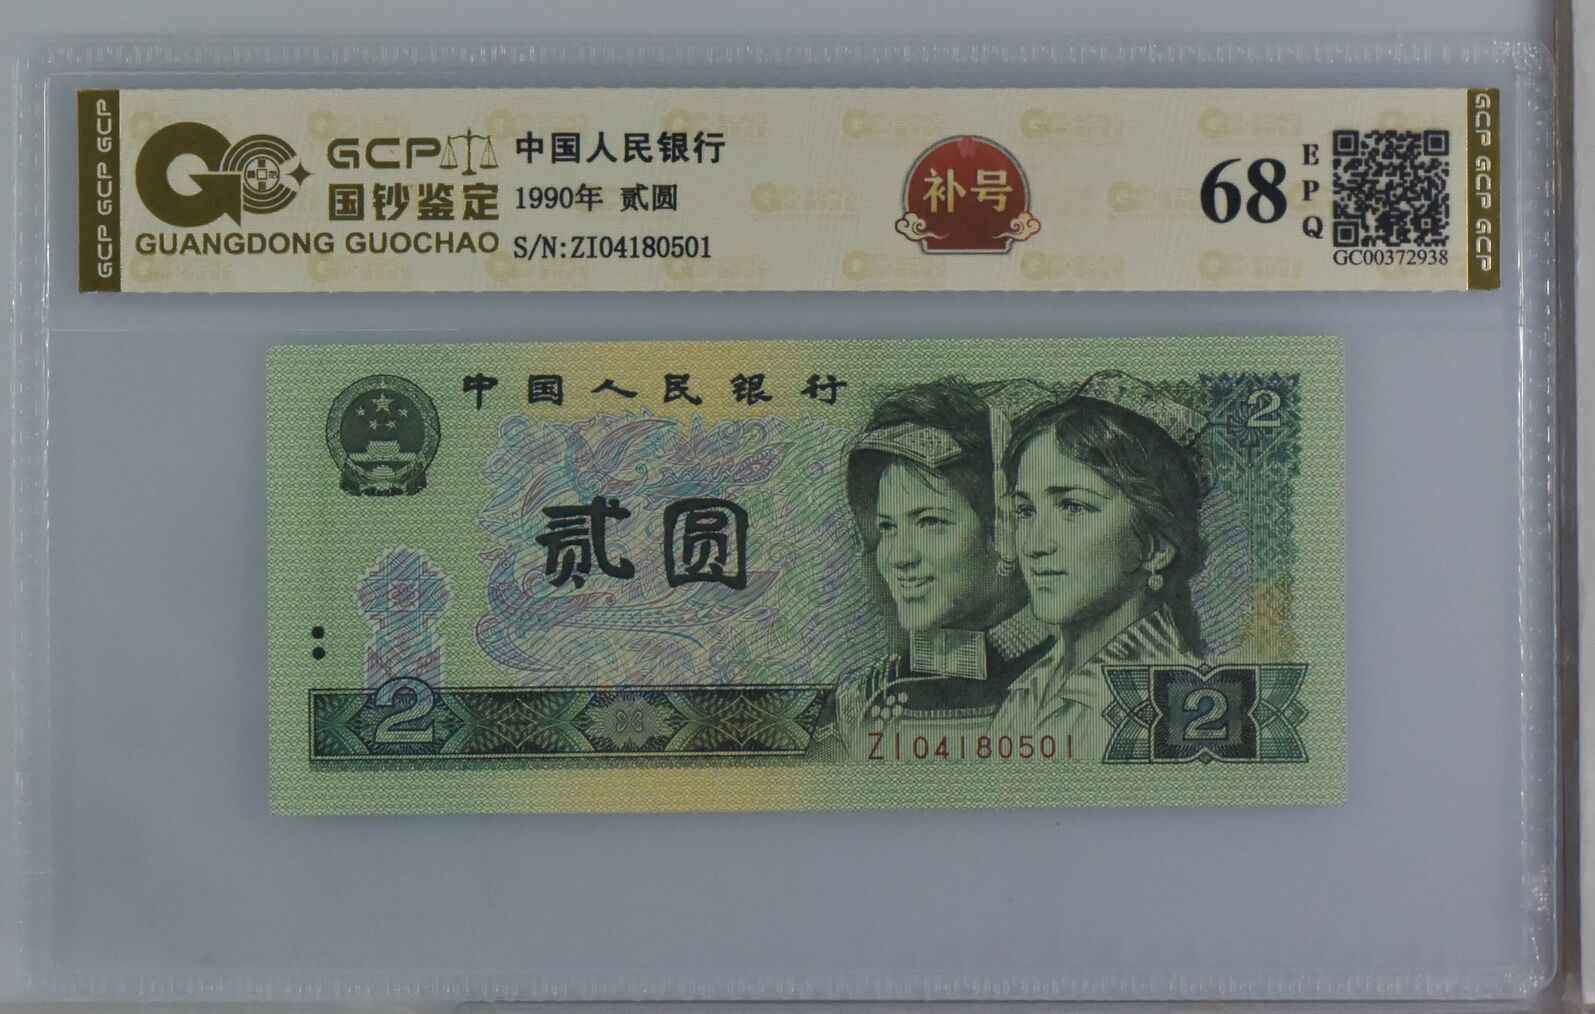 GCP GCP GCP
GCP
国钞鉴定
GUANGDONG GUOCHAO
中国人民银行
1990年 贰圆
S/N:ZI04180501
补号
68
EPQ
GC00372938
GCP GCP GCP
中国人民银行
2
贰圆
2
ZI04180501
2